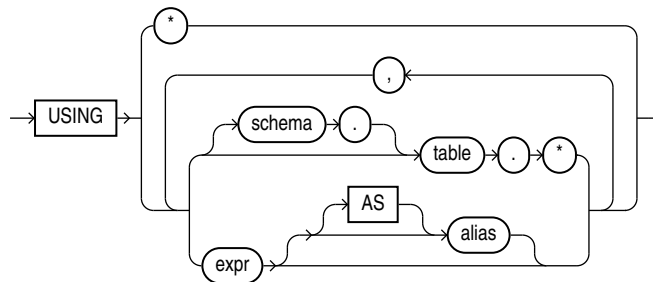 *
,
USING
schema .
table . *
AS
alias
expr